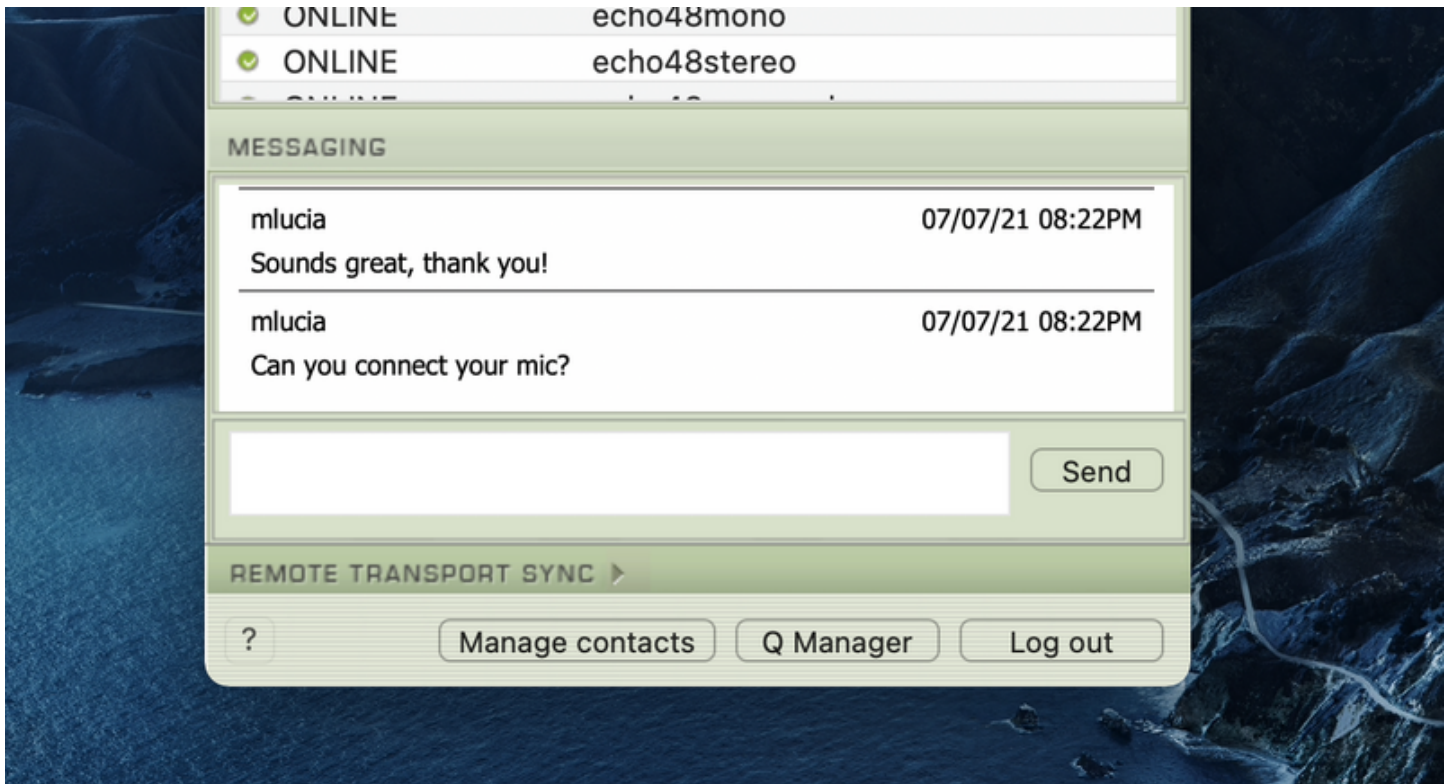 ONLINE echo48mono
ONLINE echo48stereo
MESSAGING
mlucia 07/07/21 08:22PM
Sounds great, thank you!
mlucia 07/07/21 08:22PM
Can you connect your mic?
Send
REMOTE TRANSPORT SYNC
? Manage contacts Q Manager Log out